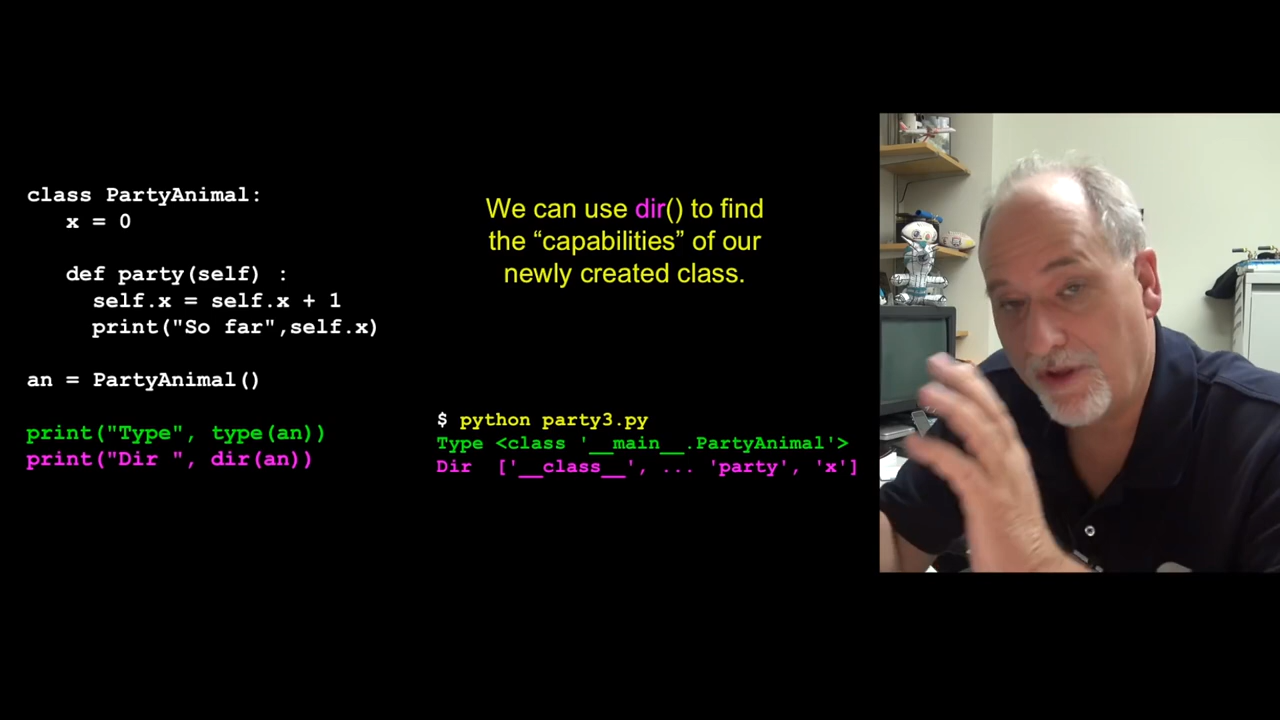 class PartyAnimal:
   x = 0
   def party(self) :
     self.x = self.x + 1
     print("So far",self.x)
an = PartyAnimal()
print("Type", type(an))
print("Dir ", dir(an))
We can use dir() to find
the “capabilities” of our
newly created class.
$ python party3.py
Type <class '__main__.PartyAnimal'>
Dir  ['__class__', ... 'party', 'x']